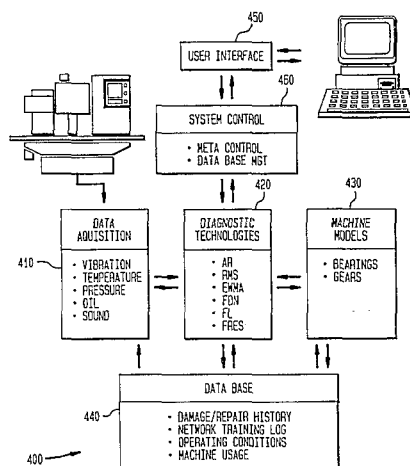 450
USER INTERFACE
460
SYSTEM CONTROL
• META CONTROL
• DATA BASE MGT
420
430
DATA
AQUISITION
DIAGNOSTIC
TECHNOLOGIES
MACHINE
MODELS
410
• VIBRATION
• TEMPERATURE
• PRESSURE
• OIL
• SOUND
• AR
• RMS
• EWMA
• FDN
• FL
• FRES
• BEARINGS
• GEARS
DATA BASE
440
• DAMAGE/REPAIR HISTORY
• NETWORK TRAINING LOG
• OPERATING CONDITIONS
• MACHINE USAGE
400